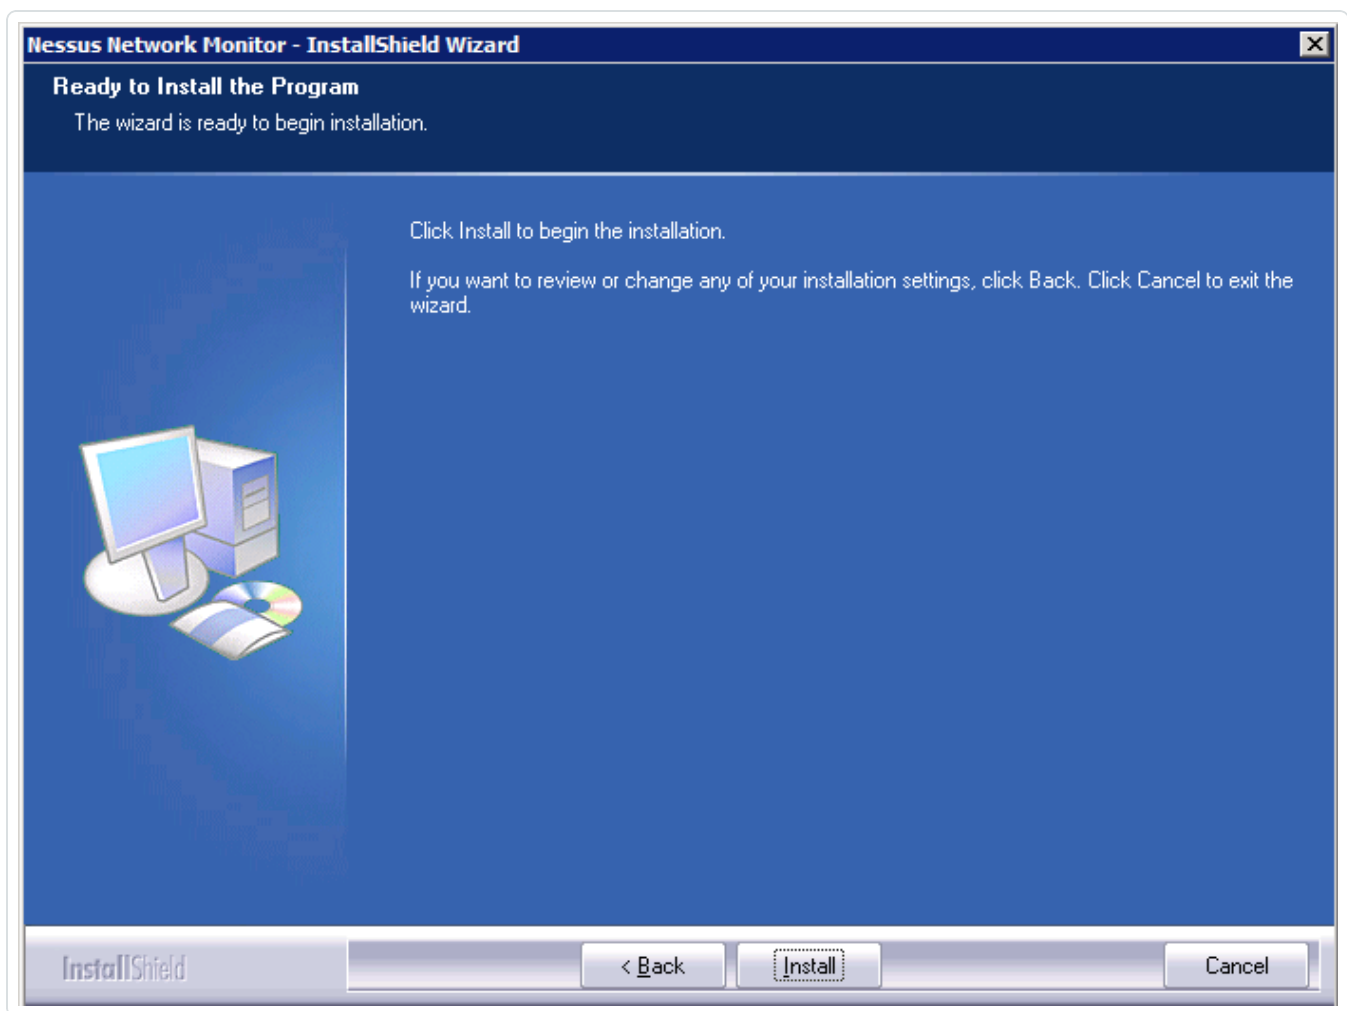 Nessus Network Monitor - InstallShield Wizard
Ready to Install the Program
The wizard is ready to begin installation.
Click Install to begin the installation.
If you want to review or change any of your installation settings, click Back. Click Cancel to exit the
wizard.
InstallShield
< Back
Install
Cancel